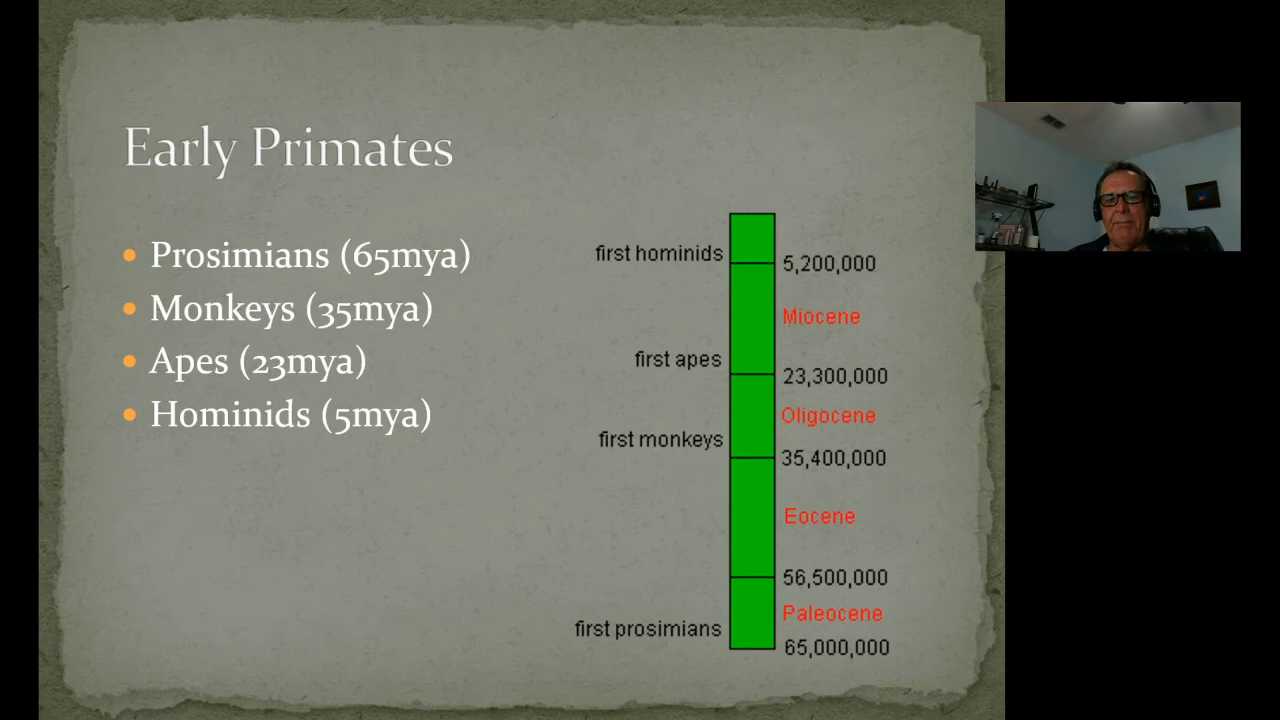 Early Primates
Prosimians (65mya)
Monkeys (35mya)
Apes (23mya)
Hominids (5mya)
first hominids
5,200,000
Miocene
first apes
23,300,000
Oligocene
first monkeys
35,400,000
Eocene
56,500,000
Paleocene
first prosimians
65,000,000